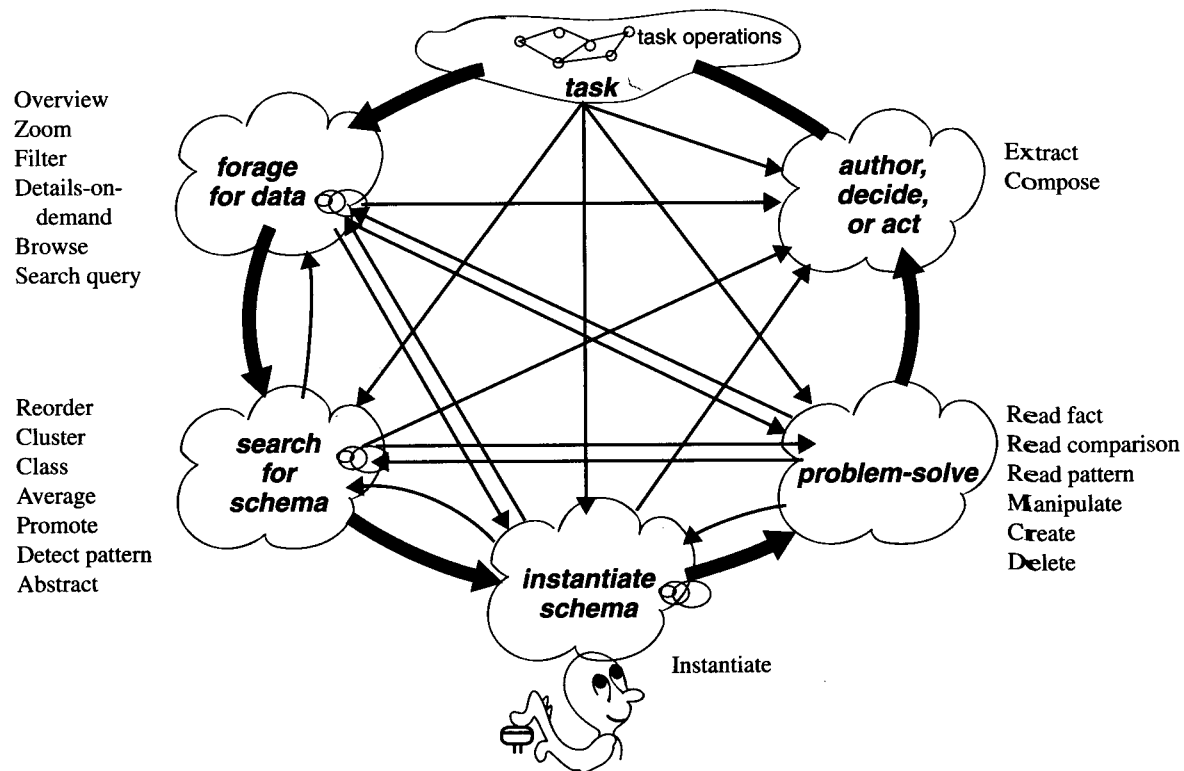 task operations
task
Overview
Zoom
Filter
Details-on-
demand
Browse
Search query
forage
for data
author,
decide,
or act
Extract
Compose
Reorder
Cluster
Class
Average
Promote
Detect pattern
Abstract
search
for
schema
problem-solve
Read fact
Read comparison
Read pattern
Manipulate
Create
Delete
instantiate
schema
Instantiate